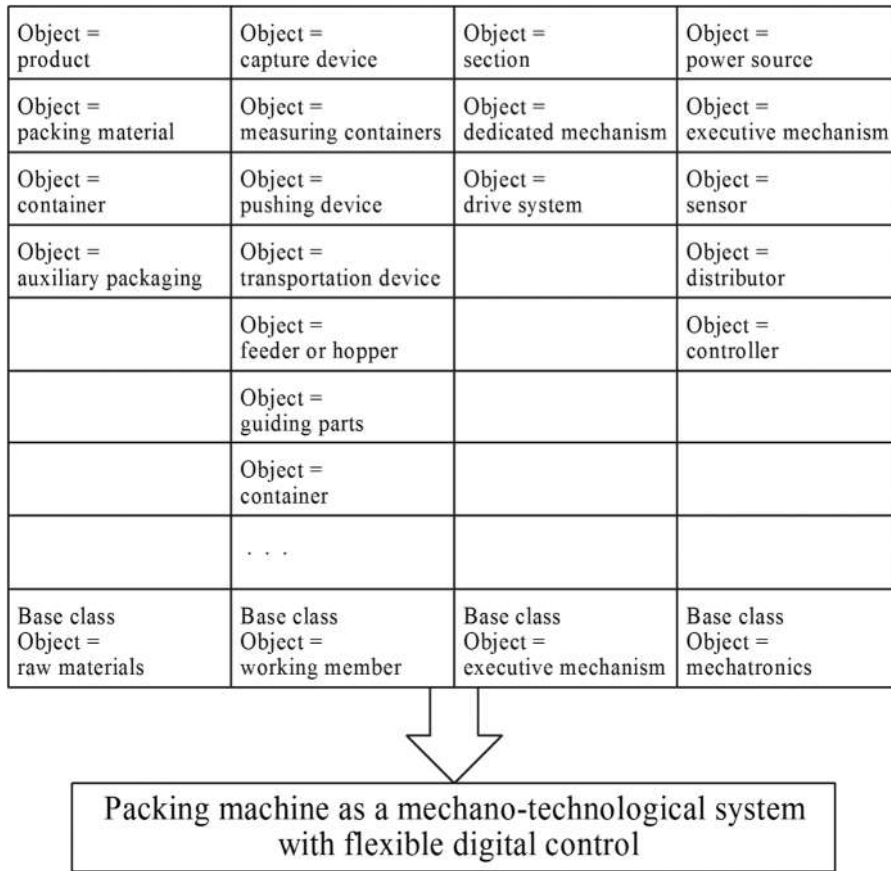 Object =
product
Object =
capture device
Object =
section
Object =
power source
Object =
packing material
Object =
measuring containers
Object =
dedicated mechanism
Object =
executive mechanism
Object =
container
Object =
pushing device
Object =
drive system
Object =
sensor
Object =
auxiliary packaging
Object =
transportation device
Object =
distributor
Object =
feeder or hopper
Object =
controller
Object =
guiding parts
Object =
container
. . .
Base class
Object =
raw materials
Base class
Object =
working member
Base class
Object =
executive mechanism
Base class
Object =
mechatronics
Packing machine as a mechano-technological system
with flexible digital control